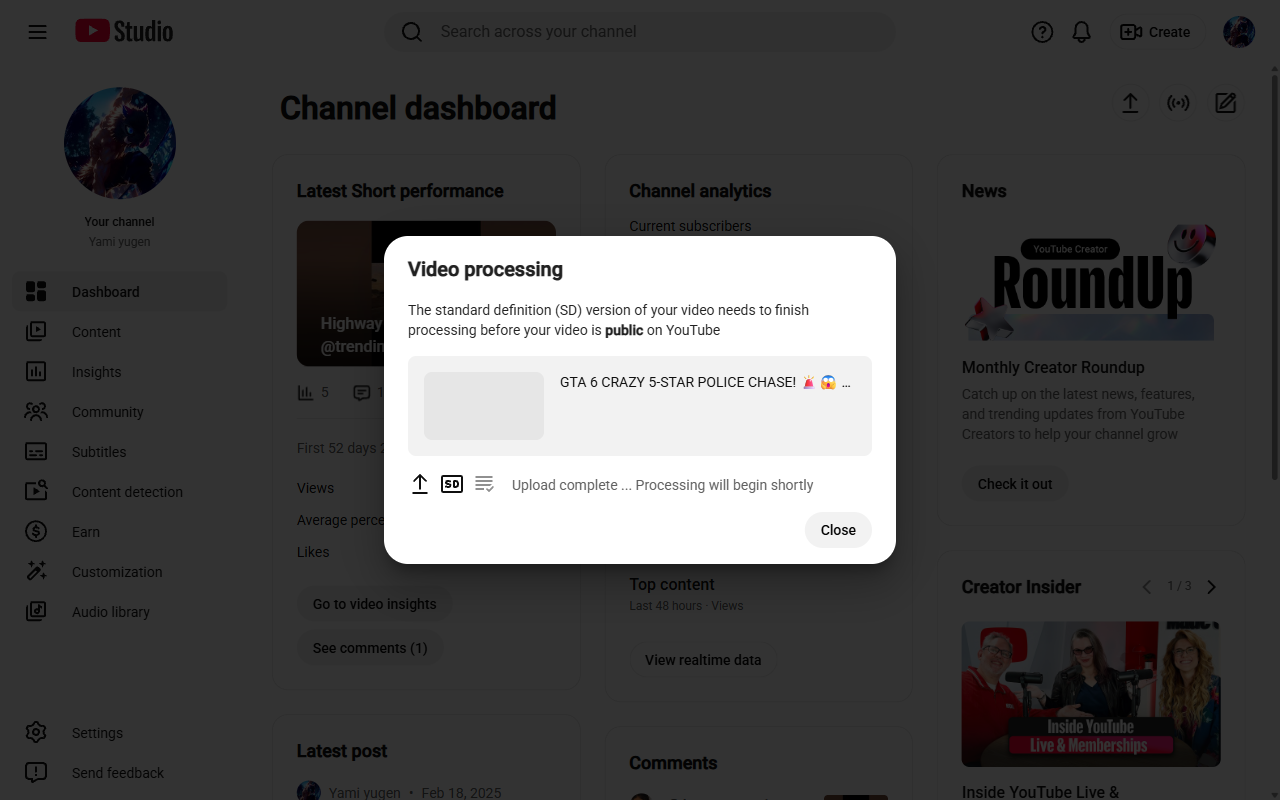 Studio
Search across your channel
Create
Your channel
Yami yugen
Dashboard
Content
Insights
Community
Subtitles
Content detection
Earn
Customization
Audio library
Settings
Send feedback
Channel dashboard
Latest Short performance
Highway
@trendin
5
1
First 52 days
Views
Average perce
Likes
Go to video insights
See comments (1)
Latest post
Yami yugen • Feb 18, 2025
Channel analytics
Current subscribers
Video processing
The standard definition (SD) version of your video needs to finish
processing before your video is public on YouTube
GTA 6 CRAZY 5-STAR POLICE CHASE! 🚨 😱 ...
SD
Upload complete ... Processing will begin shortly
Close
Top content
Last 48 hours · Views
View realtime data
Comments
News
YouTube Creator
RoundUp
Monthly Creator Roundup
Catch up on the latest news, features,
and trending updates from YouTube
Creators to help your channel grow
Check it out
Creator Insider
1 / 3
Inside YouTube
Live & Memberships
Inside YouTube Live &